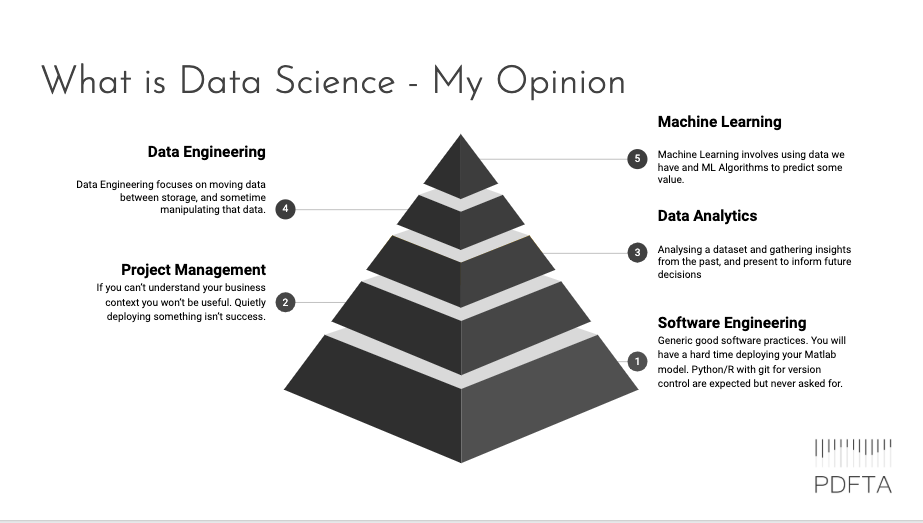 What is Data Science - My Opinion
Data Engineering
Data Engineering focuses on moving data
between storage, and sometime
manipulating that data.
4
Project Management
If you can't understand your business
context you won't be useful. Quietly
deploying something isn't success.
2
Machine Learning
5
Machine Learning involves using data we
have and ML Algorithms to predict some
value.
Data Analytics
3
Analysing a dataset and gathering insights
from the past, and present to inform future
decisions
Software Engineering
1
Generic good software practices. You will
have a hard time deploying your Matlab
model. Python/R with git for version
control are expected but never asked for.
PDFTA